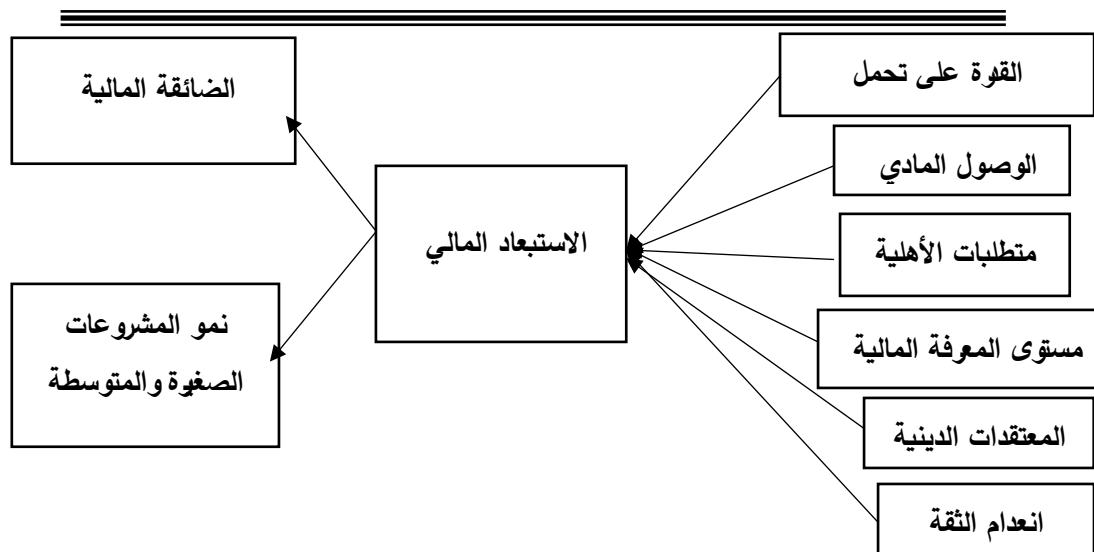 القدرة على تحمل
الوصول المادي
متطلبات الأهلية
مستوى المعرفة المالية
المعتقدات الدينية
انعدام الثقة
الاستبعاد المالي
الضائقة المالية
نمو المشروعات
الصغيرة والمتوسطة